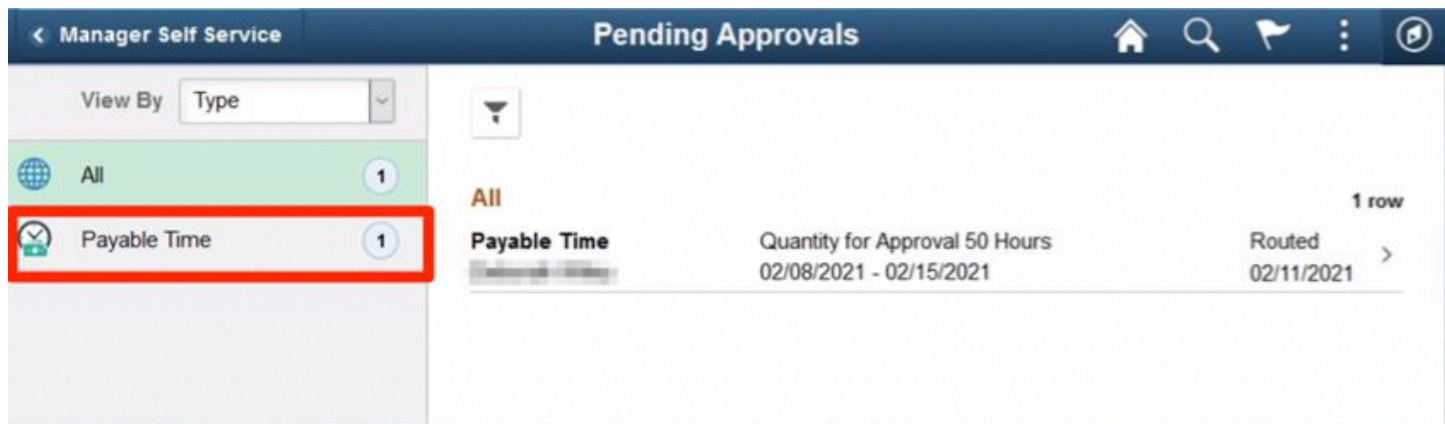 Manager Self Service
Pending Approvals
View By Type
All 1
Payable Time 1
All
1 row
Payable Time Quantity for Approval 50 Hours Routed
02/08/2021 - 02/15/2021 02/11/2021